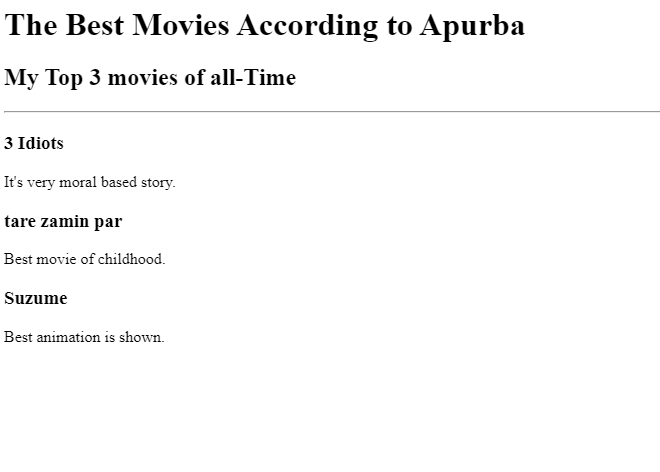 The Best Movies According to Apurba
My Top 3 movies of all-Time
3 Idiots
It's very moral based story.
tare zamin par
Best movie of childhood.
Suzume
Best animation is shown.